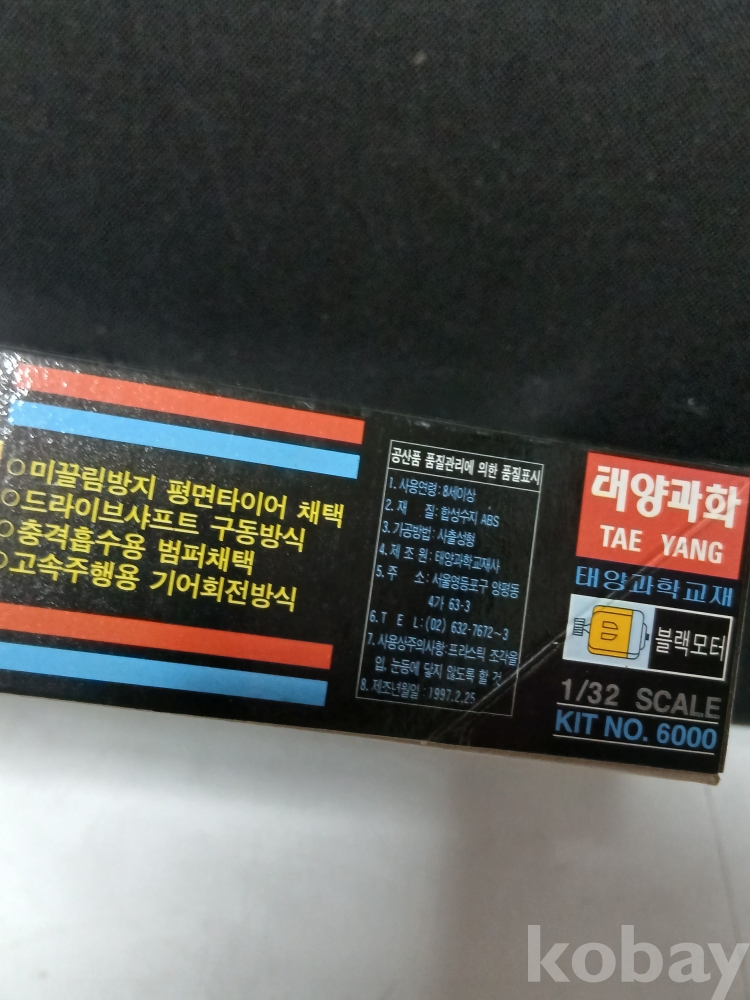 미끌림방지 평면타이어 채택
드라이브샤프트 구동방식
충격흡수용 범퍼채택
고속주행용 기어회전방식
공산품 품질관리에 의한 품질표시
1. 사용연령 : 8세이상
2. 재 질 : 합성수지 ABS
3. 가공방법 : 사출성형
4. 제 조 원 : 태양과학교재사
5. 주 소 : 서울영등포구 양평동
4가 63-3
6. T E L : (02) 632-7672~3
7. 사용상주의사항: 프라스틱 조각을
입, 눈등에 닿지 않도록 할 것
8. 제조년월일 : 1997.2.25
태양과화
TAE YANG
태양과학교재
블랙모터
1/32 SCALE
KIT NO. 6000
kobay